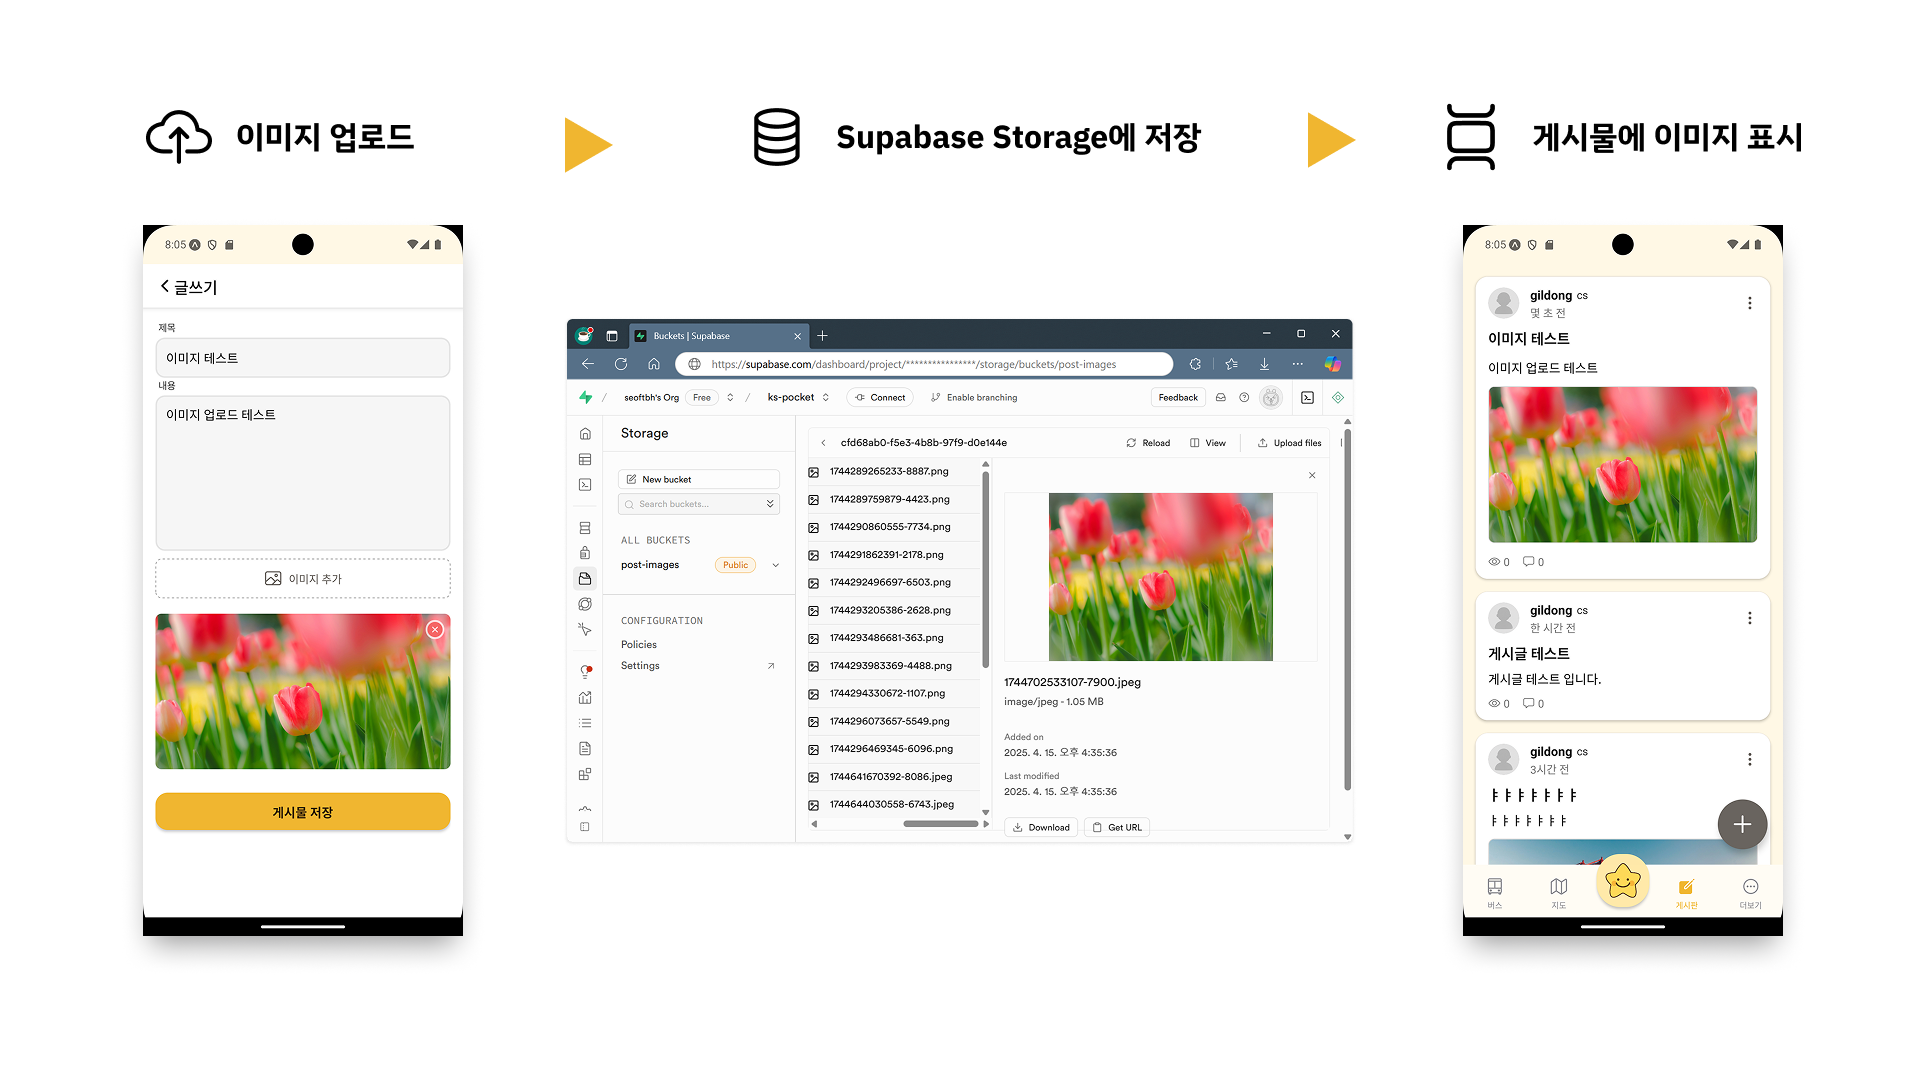 이미지 업로드
Supabase Storage에 저장
게시물에 이미지 표시
8:05
글쓰기
제목
이미지 테스트
내용
이미지 업로드 테스트
이미지 추가
게시물 저장
Buckets | Supabase
https://supabase.com/dashboard/project/****************/storage/buckets/post-images
/ seoftbh's Org Free / ks-pocket Connect Enable branching Feedback
Storage
New bucket
Search buckets...
ALL BUCKETS
post-images Public
CONFIGURATION
Policies
Settings
cfd68ab0-f5e3-4b8b-97f9-d0e144e Reload View Upload files
1744289265233-8887.png
1744289759879-4423.png
1744290860555-7734.png
1744291862391-2178.png
1744292496697-6503.png
1744293205386-2628.png
1744293486681-363.png
1744293983369-4488.png
1744294330672-1107.png
1744296073657-5549.png
1744296469345-6096.png
1744641670392-8086.jpeg
1744644030558-6743.jpeg
1744702533107-7900.jpeg
image/jpeg - 1.05 MB
Added on
2025. 4. 15. 오후 4:35:36
Last modified
2025. 4. 15. 오후 4:35:36
Download Get URL
8:05
gildong cs
몇 초 전
이미지 테스트
이미지 업로드 테스트
0 0
gildong cs
한 시간 전
게시글 테스트
게시글 테스트 입니다.
0 0
gildong cs
3시간 전
ㅑㅑㅑㅑㅑㅑㅑ
ㅑㅑㅑㅑㅑㅑㅑ
버스 지도 게시판 더보기